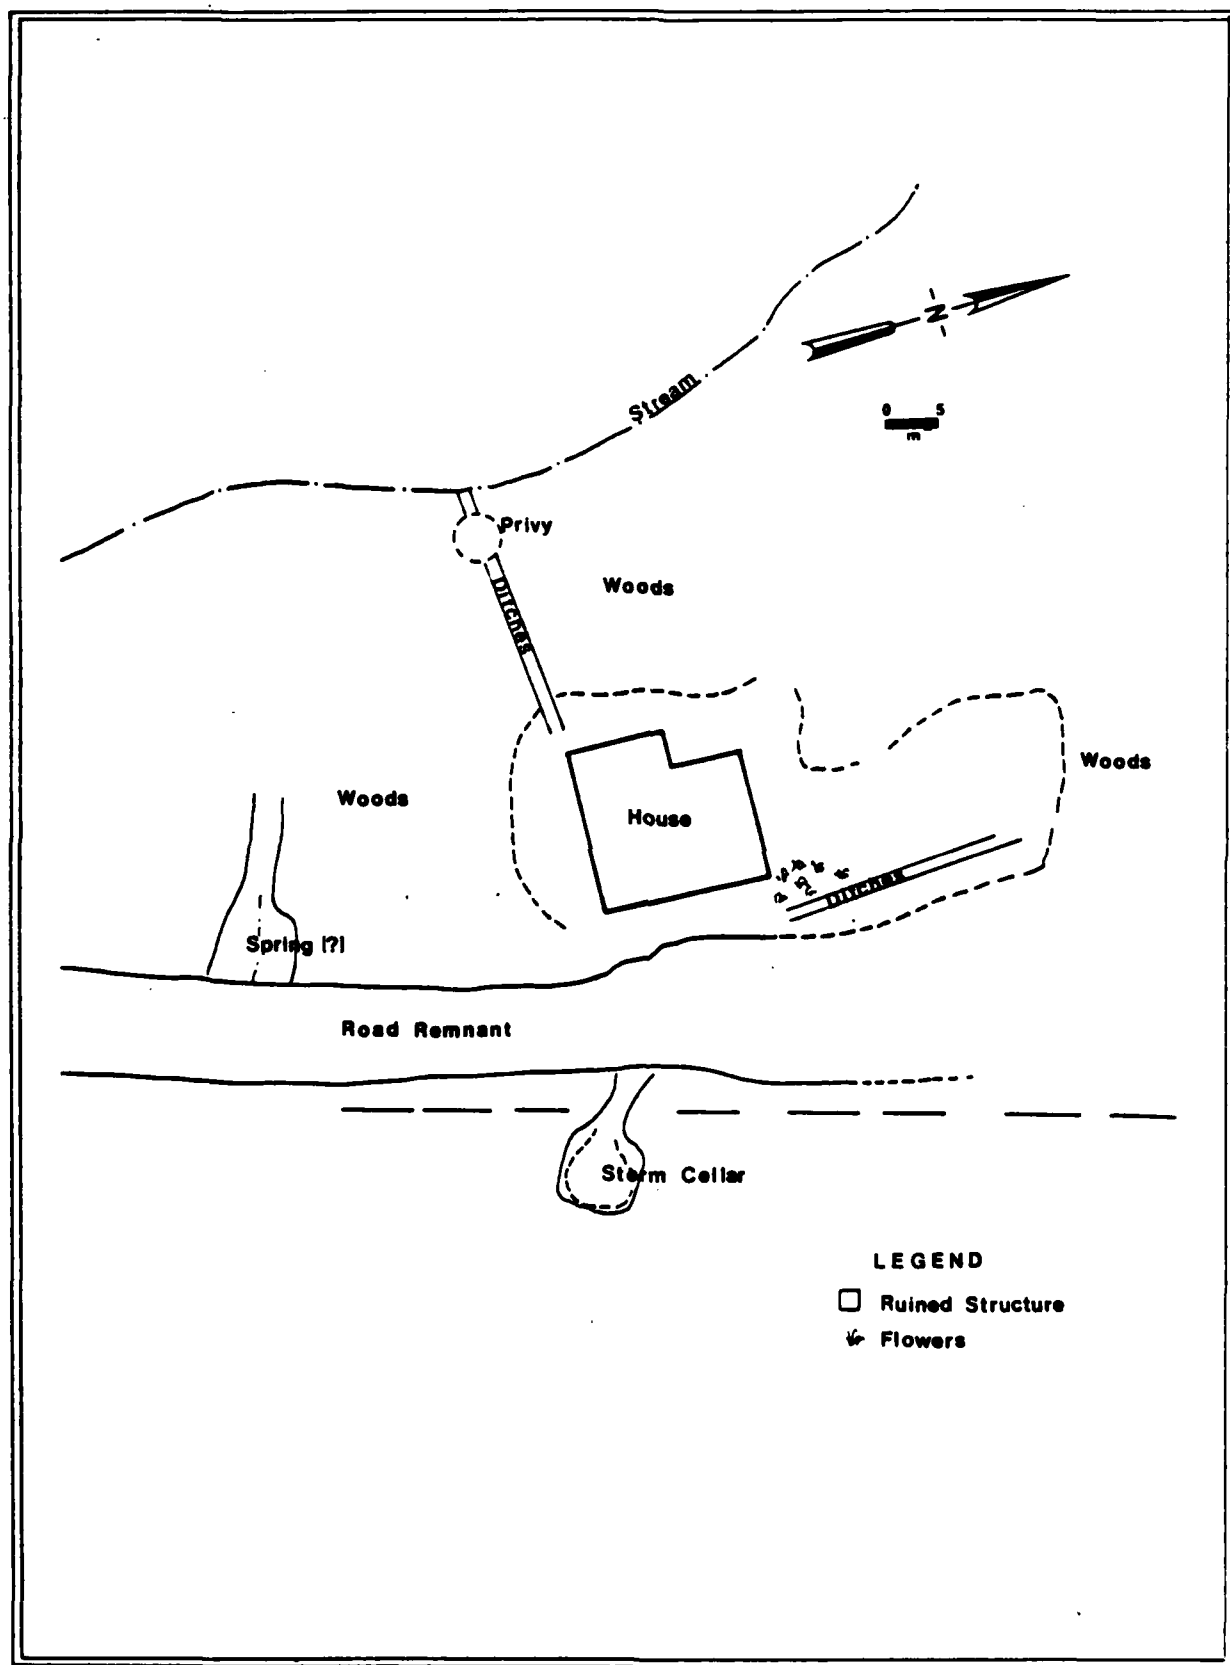 Stream
N
0 5
m
Privy
Ditches
Woods
Woods
Woods
House
Ditches
Spring [?]
Road Remnant
Storm Cellar
LEGEND
Ruined Structure
Flowers